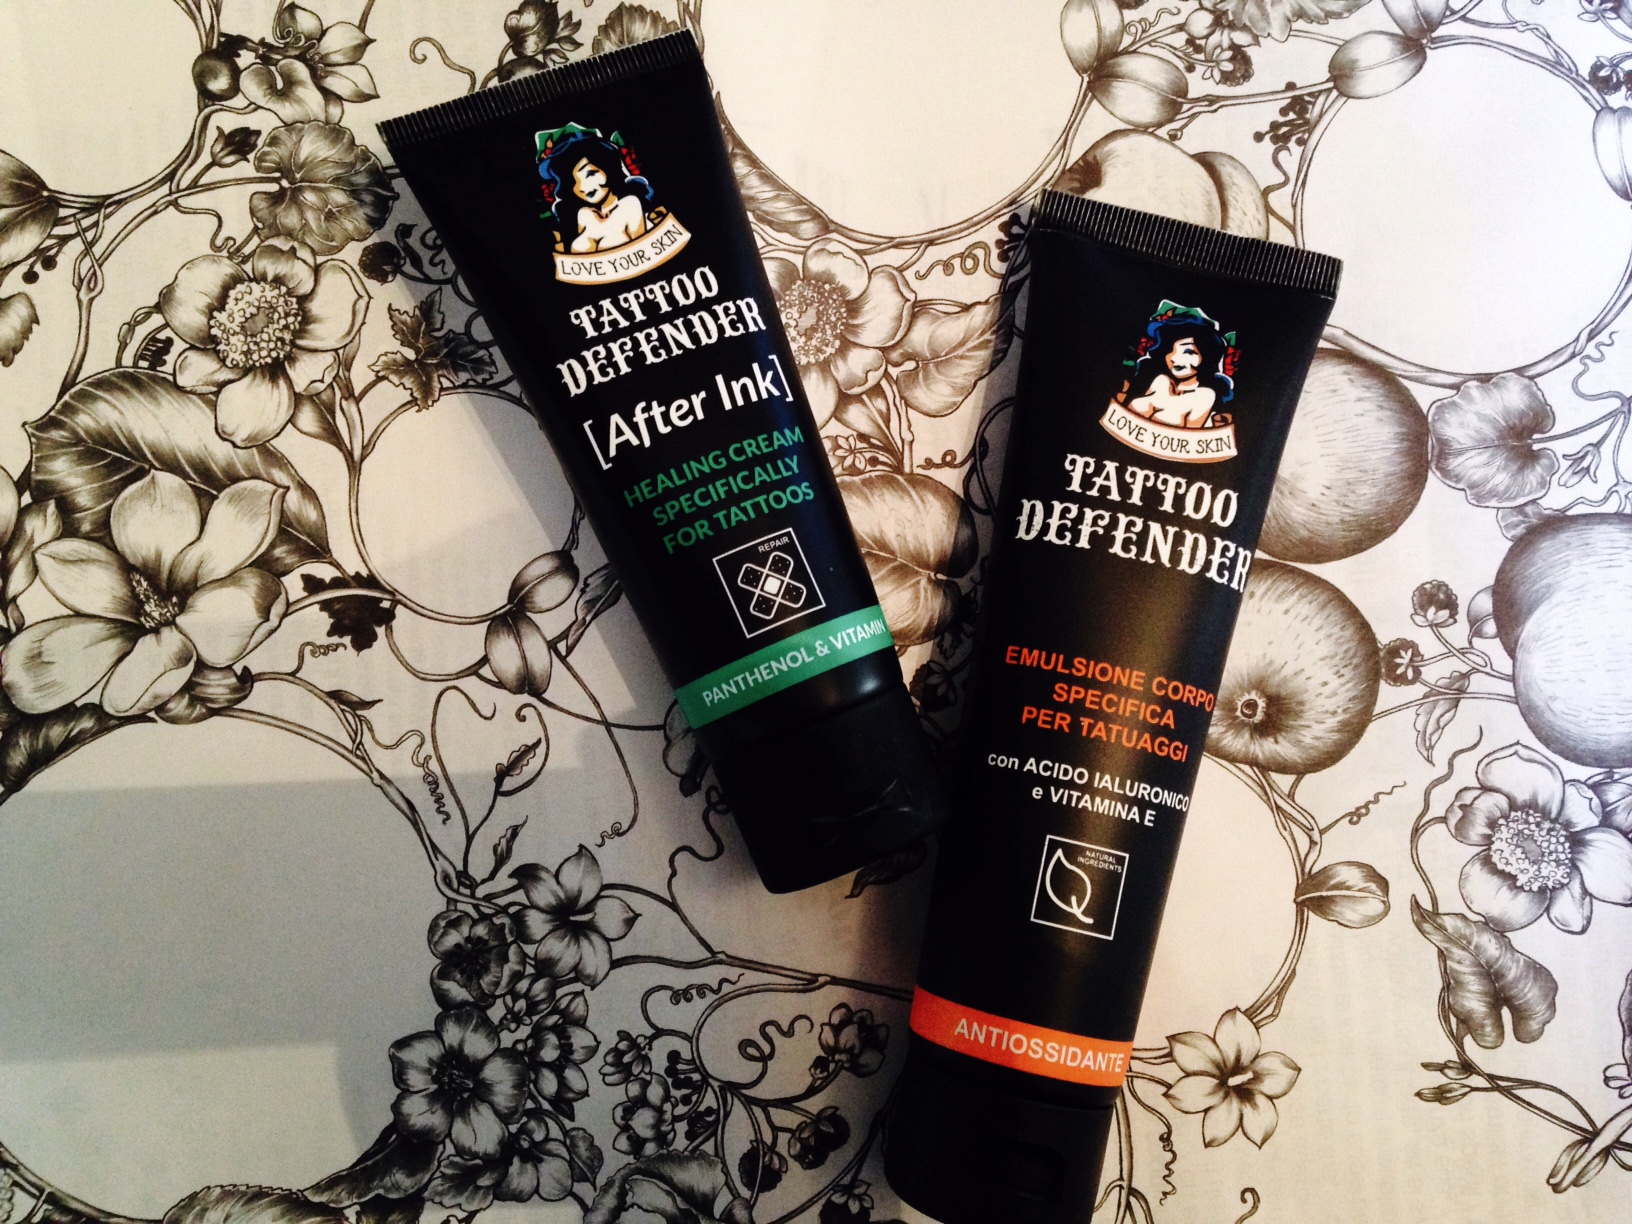 LOVE YOUR SKIN
TATTOO
DEFENDER
[After Ink]
HEALING CREAM
SPECIFICALLY
FOR TATTOOS
REPAIR
PANTHENOL & VITAMIN
LOVE YOUR SKIN
TATTOO
DEFENDER
EMULSIONE CORPO
SPECIFICA
PER TATUAGGI
con ACIDO IALURONICO
e VITAMINA E
NATURAL
INGREDIENTS
ANTIOSSIDANTE